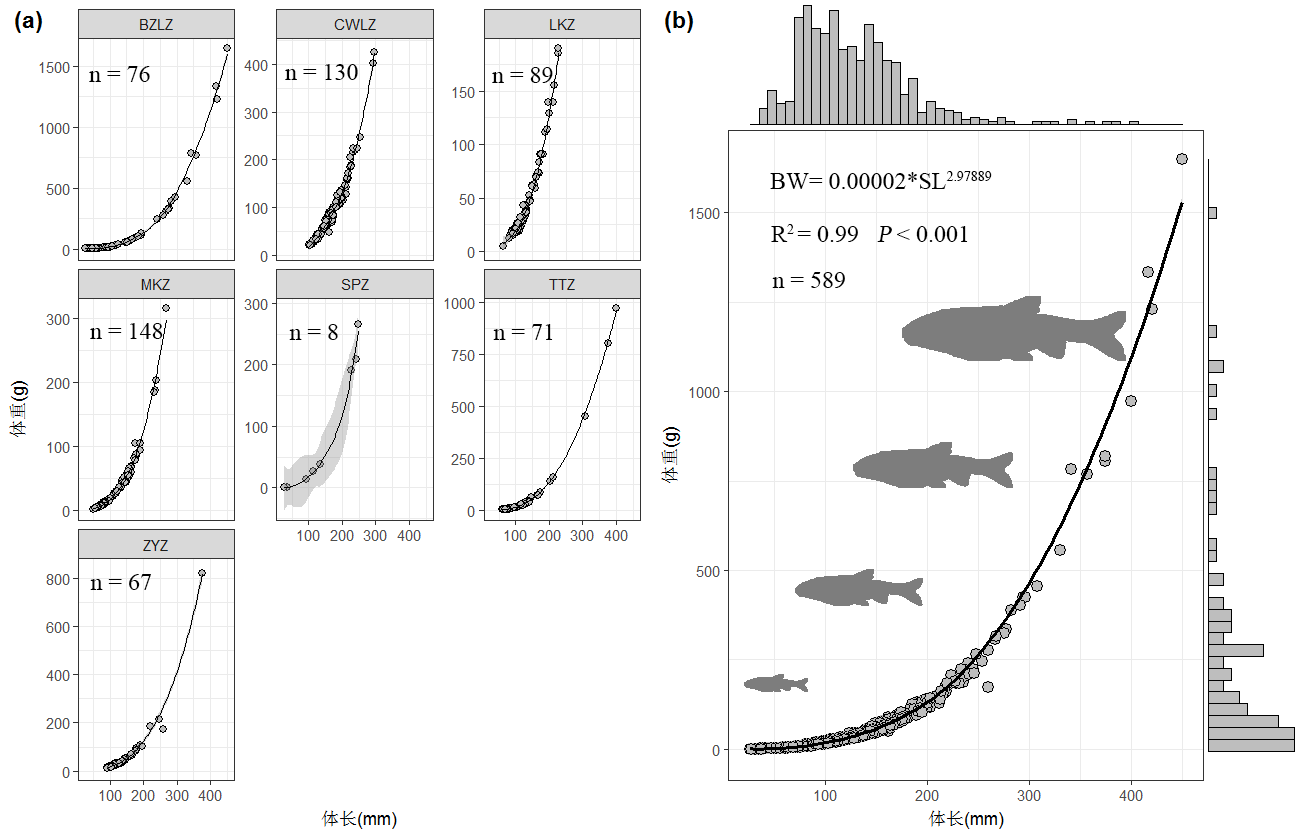 (a)
BZLZ
CWLZ
LKZ
n = 76
n = 130
n = 89
1500
1000
500
0
400
300
200
100
0
150
100
50
0
MKZ
SPZ
TTZ
n = 148
n = 8
n = 71
300
200
100
0
300
200
100
0
1000
750
500
250
0
100 200 300 400
100 200 300 400
ZYZ
n = 67
800
600
400
200
0
100 200 300 400
体重(g)
体长(mm)
(b)
BW= 0.00002*SL^2.97889
R² = 0.99 P < 0.001
n = 589
1500
1000
500
0
100 200 300 400
体重(g)
体长(mm)